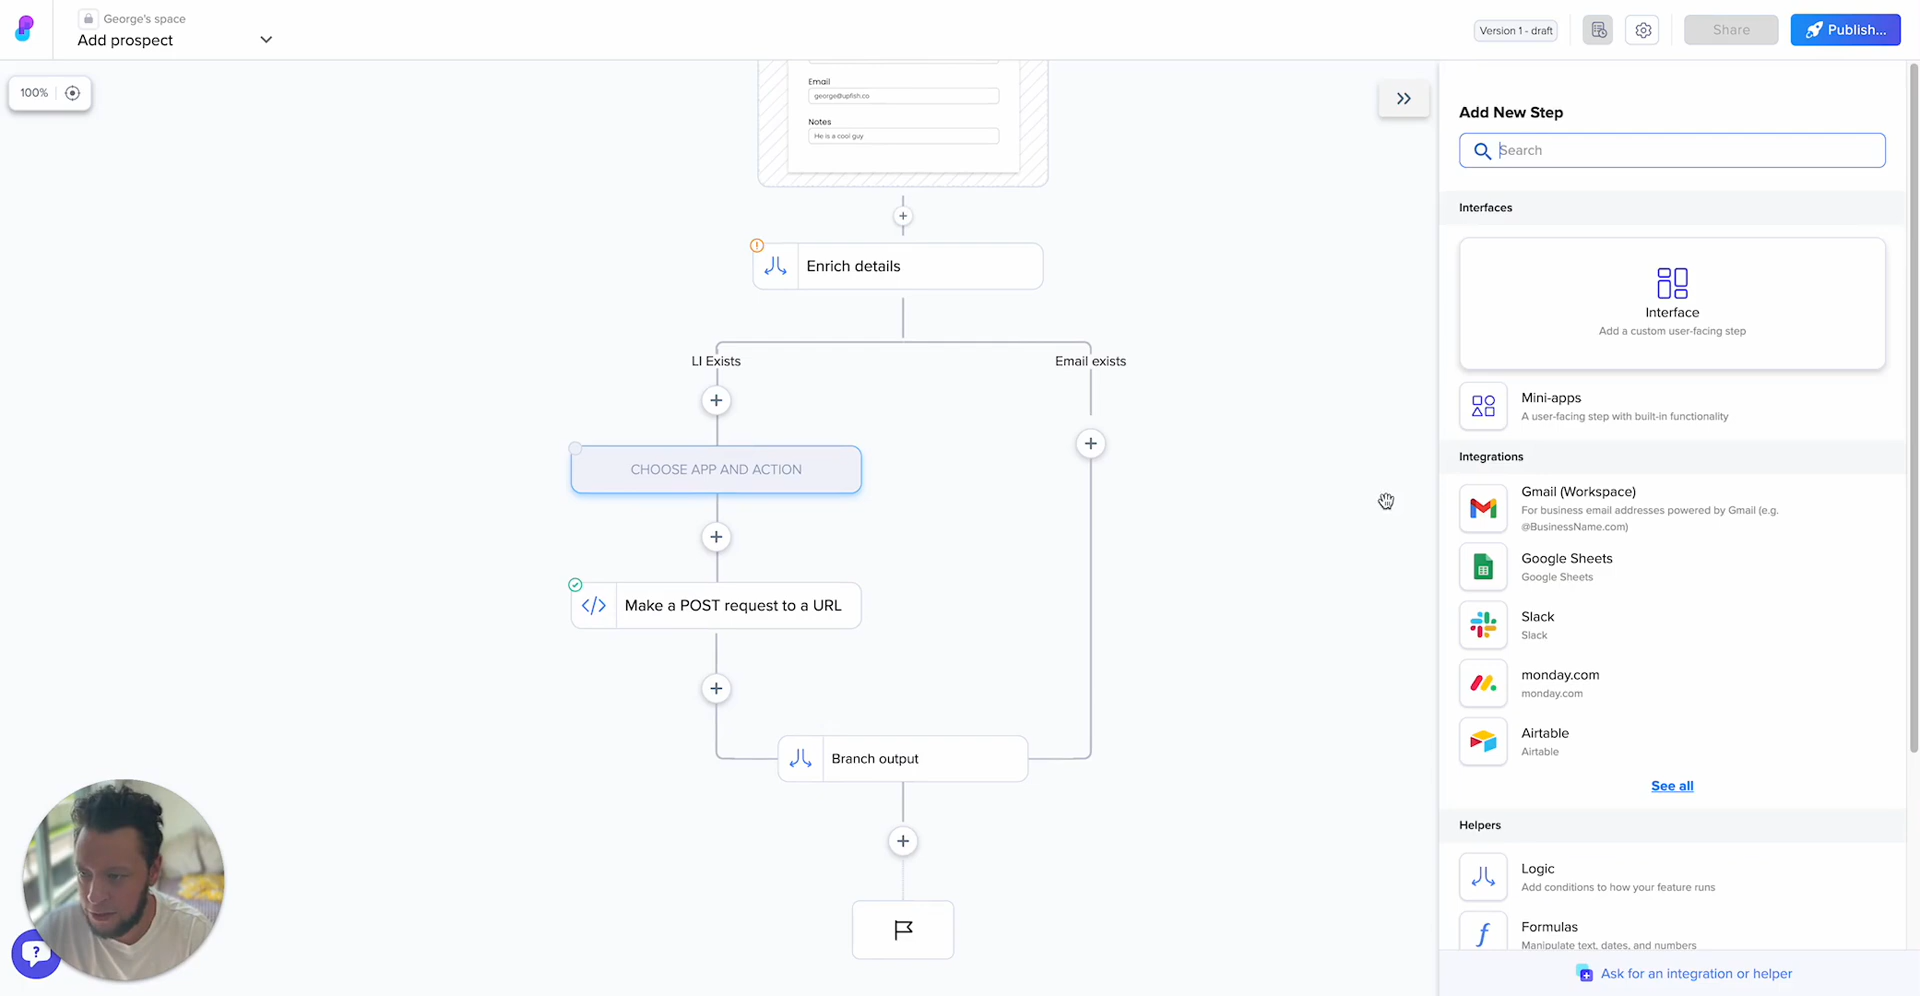 George's space
Add prospect
Version 1 - draft
Share
Publish...
100%
Email
george@upfish.co
Notes
He is a cool guy
Enrich details
LI Exists
Email exists
CHOOSE APP AND ACTION
</> Make a POST request to a URL
Branch output
Add New Step
Search
Interfaces
Interface
Add a custom user-facing step
Mini-apps
A user-facing step with built-in functionality
Integrations
Gmail (Workspace)
For business email addresses powered by Gmail (e.g.
@BusinessName.com)
Google Sheets
Google Sheets
Slack
Slack
monday.com
monday.com
Airtable
Airtable
See all
Helpers
Logic
Add conditions to how your feature runs
Formulas
Manipulate text, dates, and numbers
Ask for an integration or helper